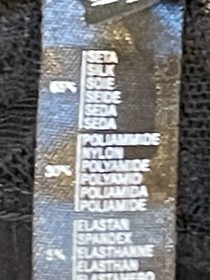 65%
SETA
SILK
SOIE
SEIDE
SEDA
SEDA
30%
POLIAMMIDE
NYLON
POLYAMIDE
POLYAMID
POLIAMIDA
POLIAMIDE
5%
ELASTAN
SPANDEX
ELASTHANNE
ELASTHAN